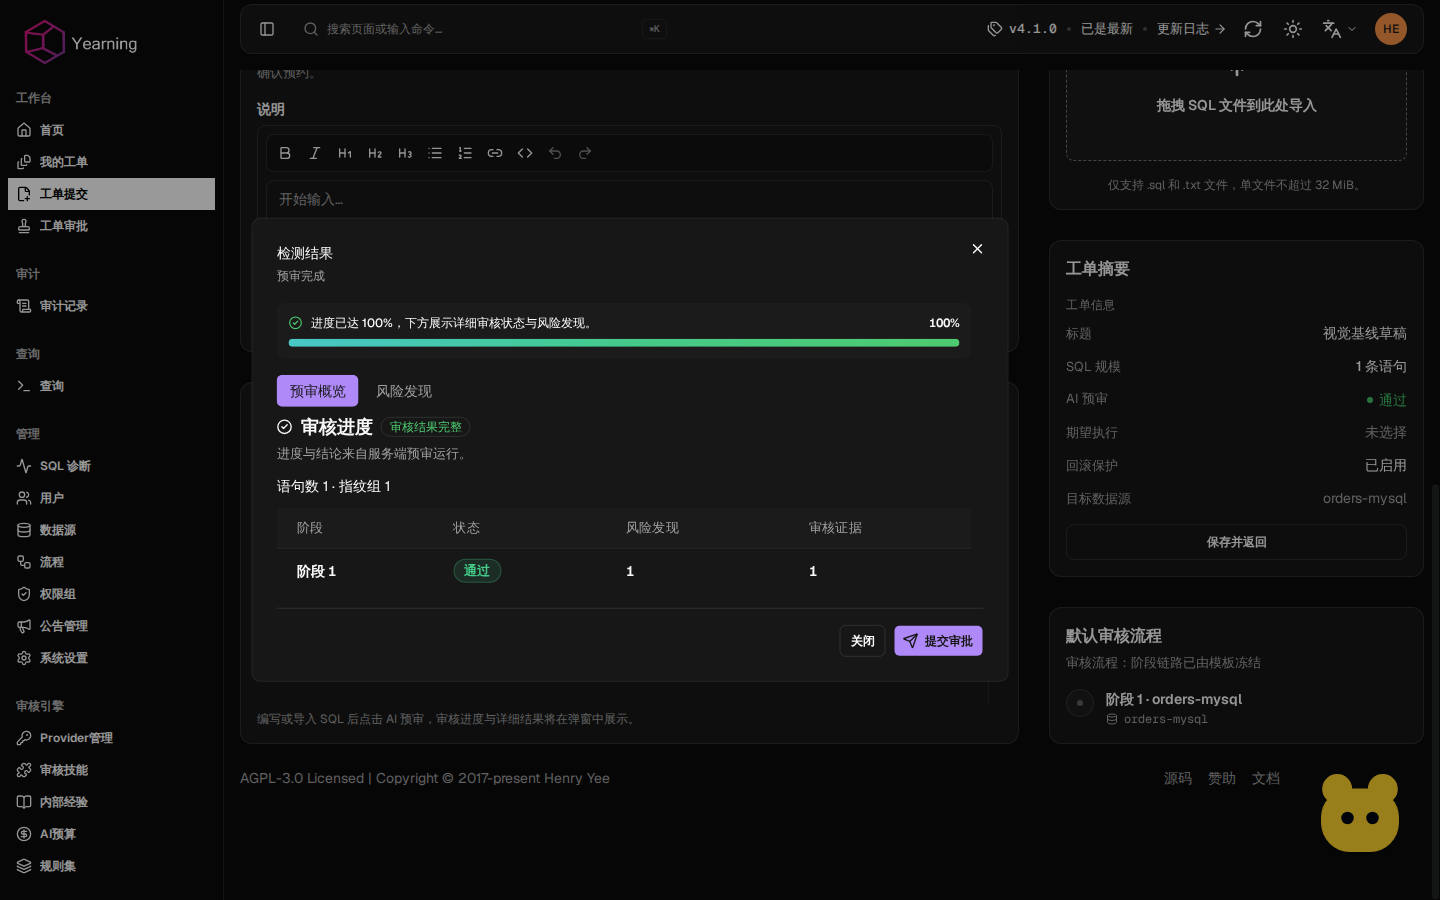 Yearning
工作台
首页
我的工单
工单提交
工单审批
审计
审计记录
查询
查询
管理
SQL 诊断
用户
数据源
流程
权限组
公告管理
系统设置
审核引擎
Provider管理
审核技能
内部经验
AI预算
规则集
搜索页面或输入命令...
⌘K
v4.1.0
已是最新
更新日志
HE
确认预约。
说明
B I H1 H2 H3
开始输入...
检测结果
预审完成
进度已达 100%，下方展示详细审核状态与风险发现。
100%
预审概览
风险发现
审核进度
审核结果完整
进度与结论来自服务端预审运行。
语句数 1 · 指纹组 1
阶段 状态 风险发现 审核证据
阶段 1 通过 1 1
关闭
提交审批
编写或导入 SQL 后点击 AI 预审，审核进度与详细结果将在弹窗中展示。
拖拽 SQL 文件到此处导入
仅支持 .sql 和 .txt 文件，单文件不超过 32 MiB。
工单摘要
工单信息
标题 视觉基线草稿
SQL 规模 1 条语句
AI 预审 通过
期望执行 未选择
回滚保护 已启用
目标数据源 orders-mysql
保存并返回
默认审核流程
审核流程：阶段链路已由模板冻结
阶段 1 · orders-mysql
orders-mysql
AGPL-3.0 Licensed | Copyright © 2017-present Henry Yee
源码
赞助
文档